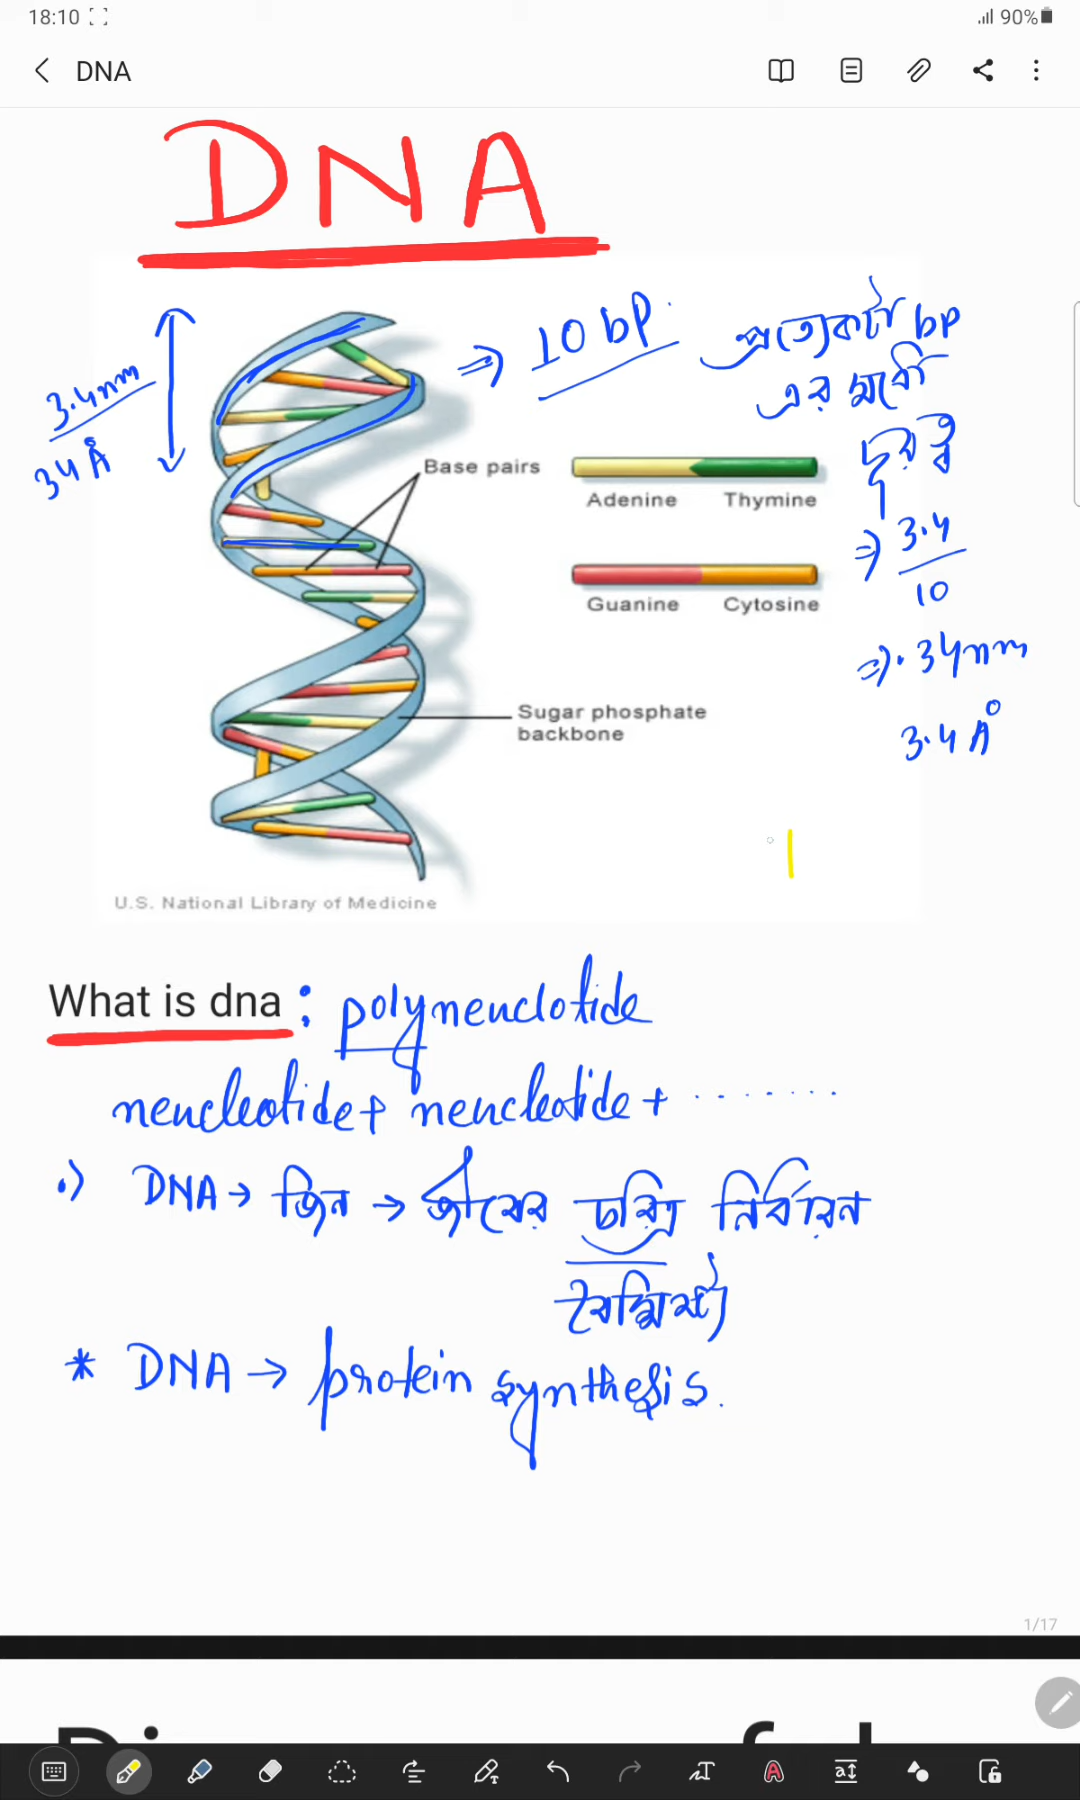 18:10
90%
DNA
DNA
3.4nm
34 Å
⇒ 10 bp.
প্রত্যেকটা bp
এর মধ্যে
দূরত্ব
⇒ 3.4
10
⇒ .34nm
3.4 Å
Base pairs
Adenine Thymine
Guanine Cytosine
Sugar phosphate
backbone
U.S. National Library of Medicine
What is dna : polyneuclotide
neucleotide + neucleotide + .......
DNA → জিন → জীবের চরিত্র নির্ধারন
বৈশিষ্ট্য
* DNA → protein synthesis.
1/17